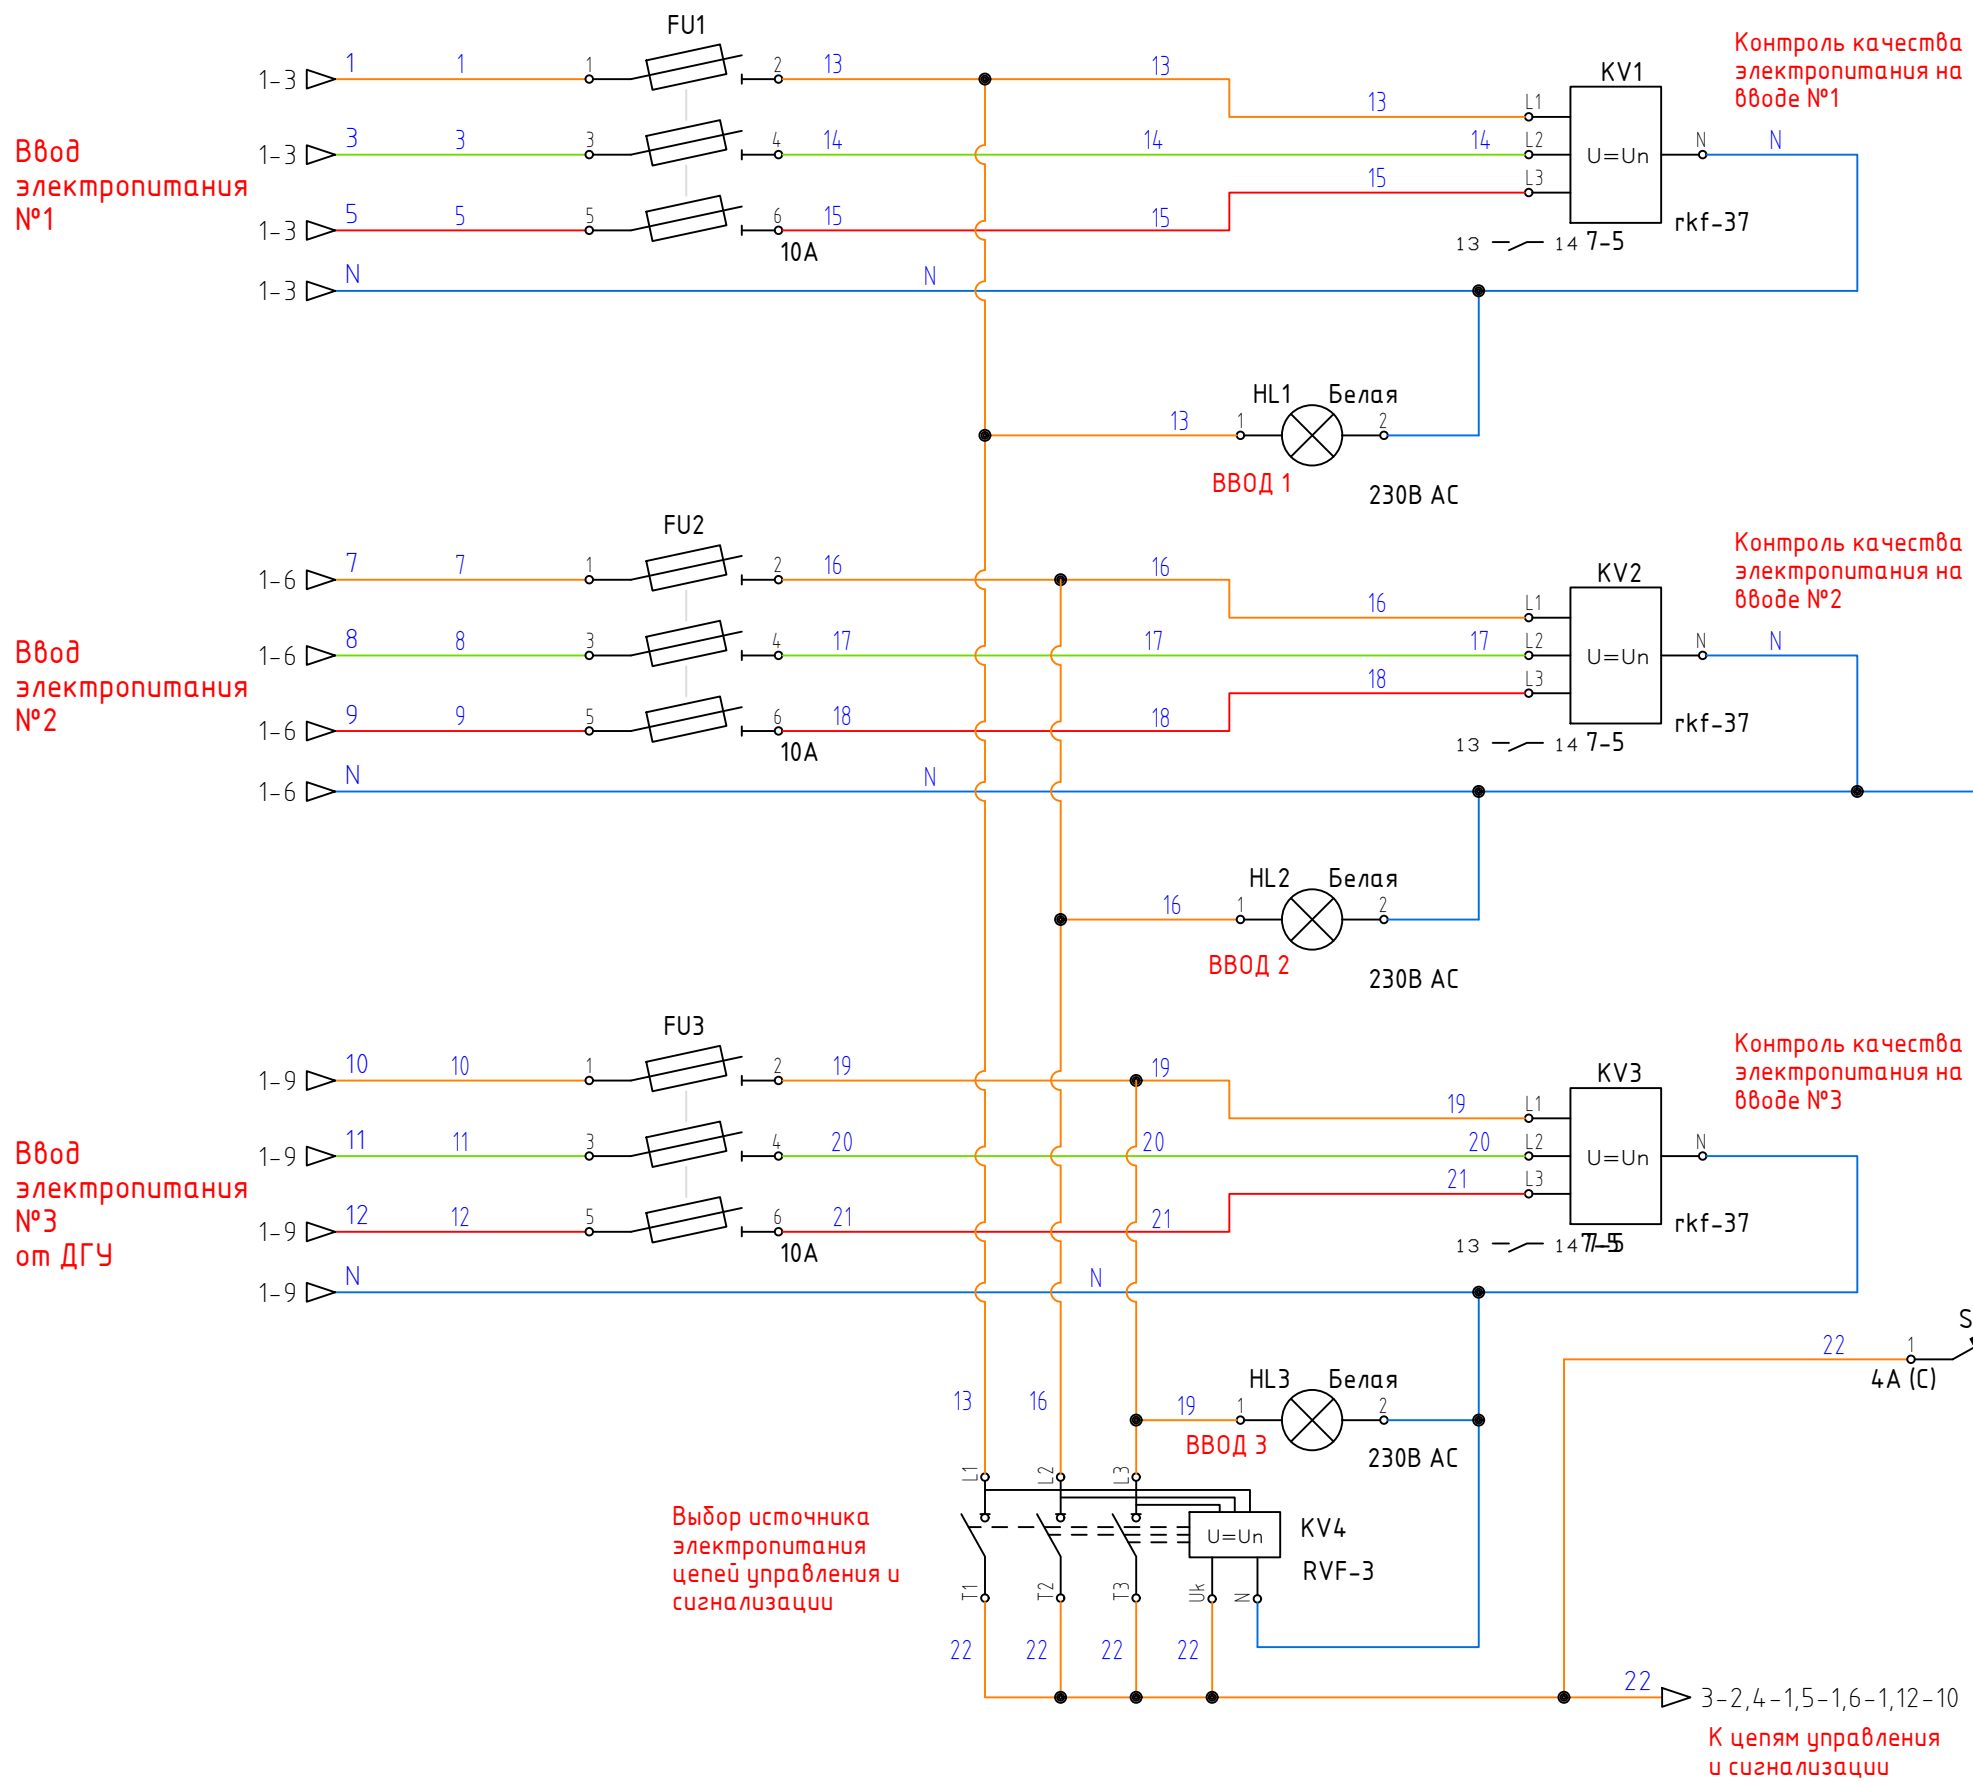 FU1
Контроль качества
электропитания на
вводе №1
1-3 1 1 1 2 13 13
KV1
13 L1
Ввод
электропитания
№1
1-3 3 3 3 4 14 14 14 L2 U=Un N N
15 L3
1-3 5 5 5 6 15 15
10А
rkf-37
13 14 7-5
1-3 N N
HL1 Белая
13 1 2
ВВОД 1
230В AC
FU2
Контроль качества
электропитания на
вводе №2
1-6 7 7 1 2 16 16
KV2
16 L1
Ввод
электропитания
№2
1-6 8 8 3 4 17 17 17 L2 U=Un N N
18 L3
1-6 9 9 5 6 18 18
10А
rkf-37
13 14 7-5
1-6 N N
HL2 Белая
16 1 2
ВВОД 2
230В AC
FU3
Контроль качества
электропитания на
вводе №3
1-9 10 10 1 2 19 19
KV3
19 L1
Ввод
электропитания
№3
от ДГУ
1-9 11 11 3 4 20 20 20 L2 U=Un N
21 L3
1-9 12 12 5 6 21 21
10А
rkf-37
13 14 7-5
1-9 N N
S
22 1
4А (C)
HL3 Белая
13 16 19 1 2
ВВОД 3
230В AC
L1 L2 L3
Выбор источника
электропитания
цепей управления и
сигнализации
U=Un
KV4
RVF-3
T1 T2 T3 Uk N
22 22 22 22
22 3-2,4-1,5-1,6-1,12-10
К цепям управления
и сигнализации